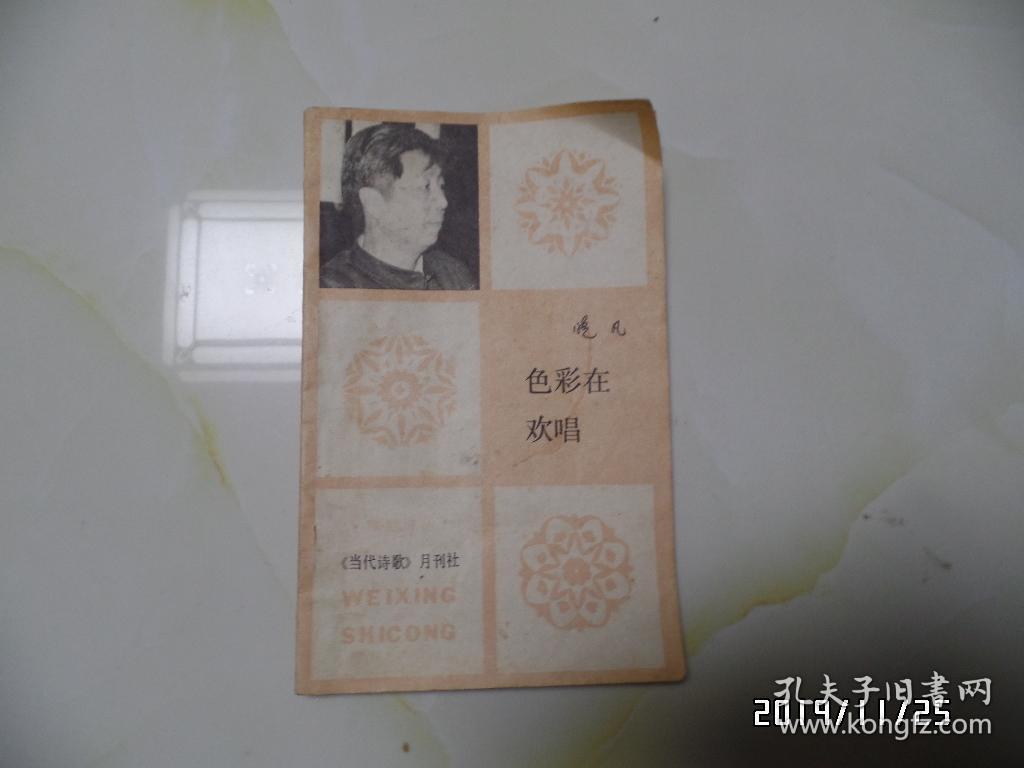 晓凡
色彩在
欢唱
《当代诗歌》月刊社
WEIXING
SHICONG
孔夫子旧書网
2019/11/25
www.kongfz.com